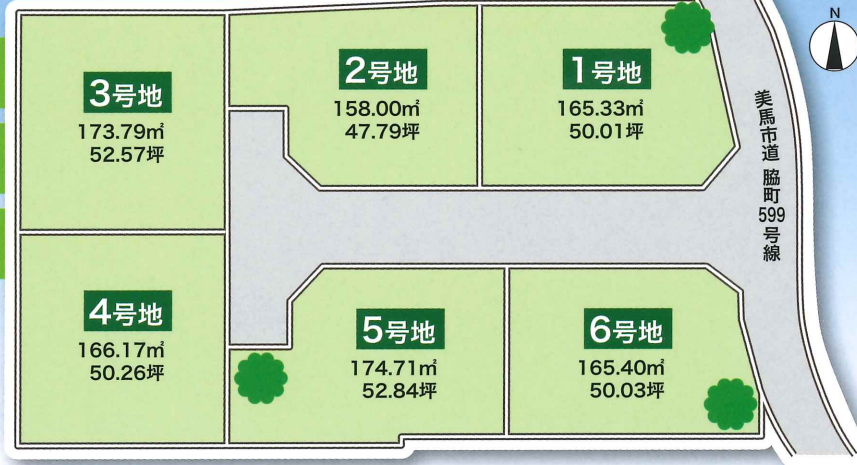 N
3号地
173.79㎡
52.57坪
2号地
158.00㎡
47.79坪
1号地
165.33㎡
50.01坪
美馬市道 脇町599号線
4号地
166.17㎡
50.26坪
5号地
174.71㎡
52.84坪
6号地
165.40㎡
50.03坪